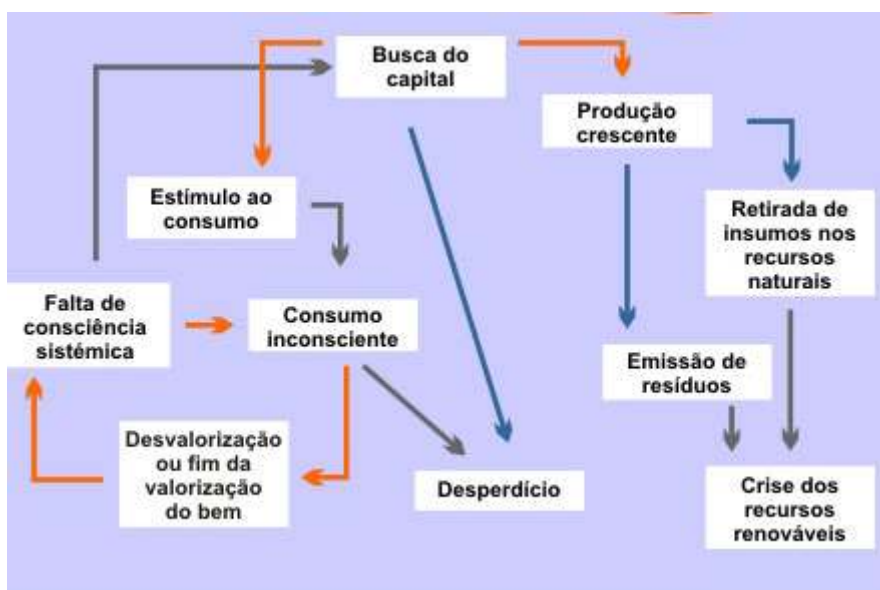 Busca do
capital
Produção
crescente
Estímulo ao
consumo
Retirada de
insumos nos
recursos
naturais
Falta de
consciência
sistémica
Consumo
inconsciente
Emissão de
resíduos
Desvalorização
ou fim da
valorização
do bem
Desperdício
Crise dos
recursos
renováveis